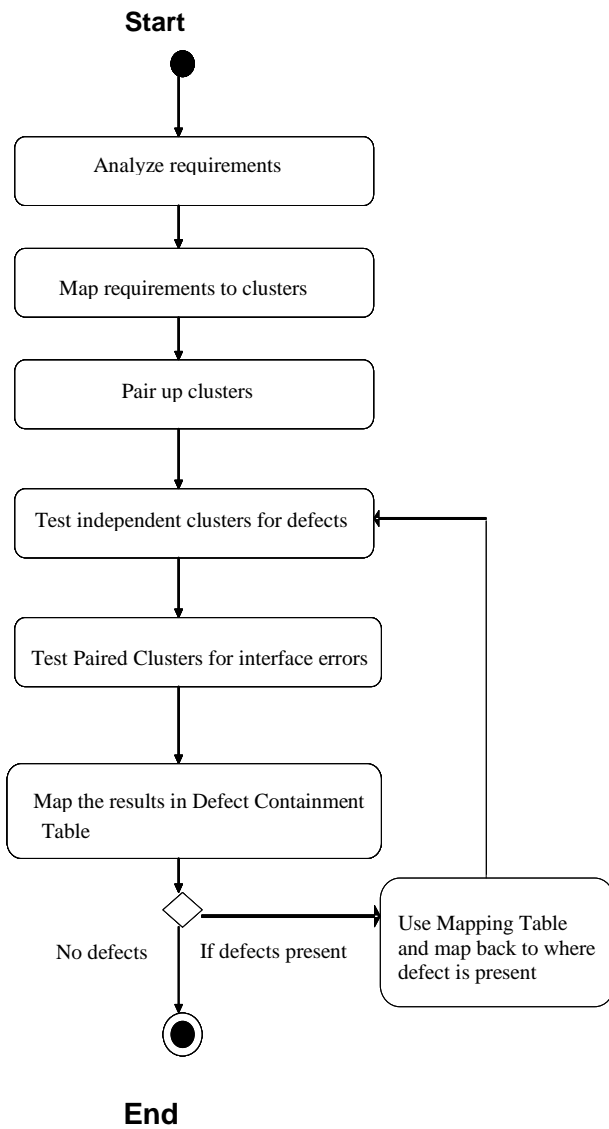 Start
Analyze requirements
Map requirements to clusters
Pair up clusters
Test independent clusters for defects
Test Paired Clusters for interface errors
Map the results in Defect Containment
Table
No defects
If defects present
Use Mapping Table
and map back to where
defect is present
End